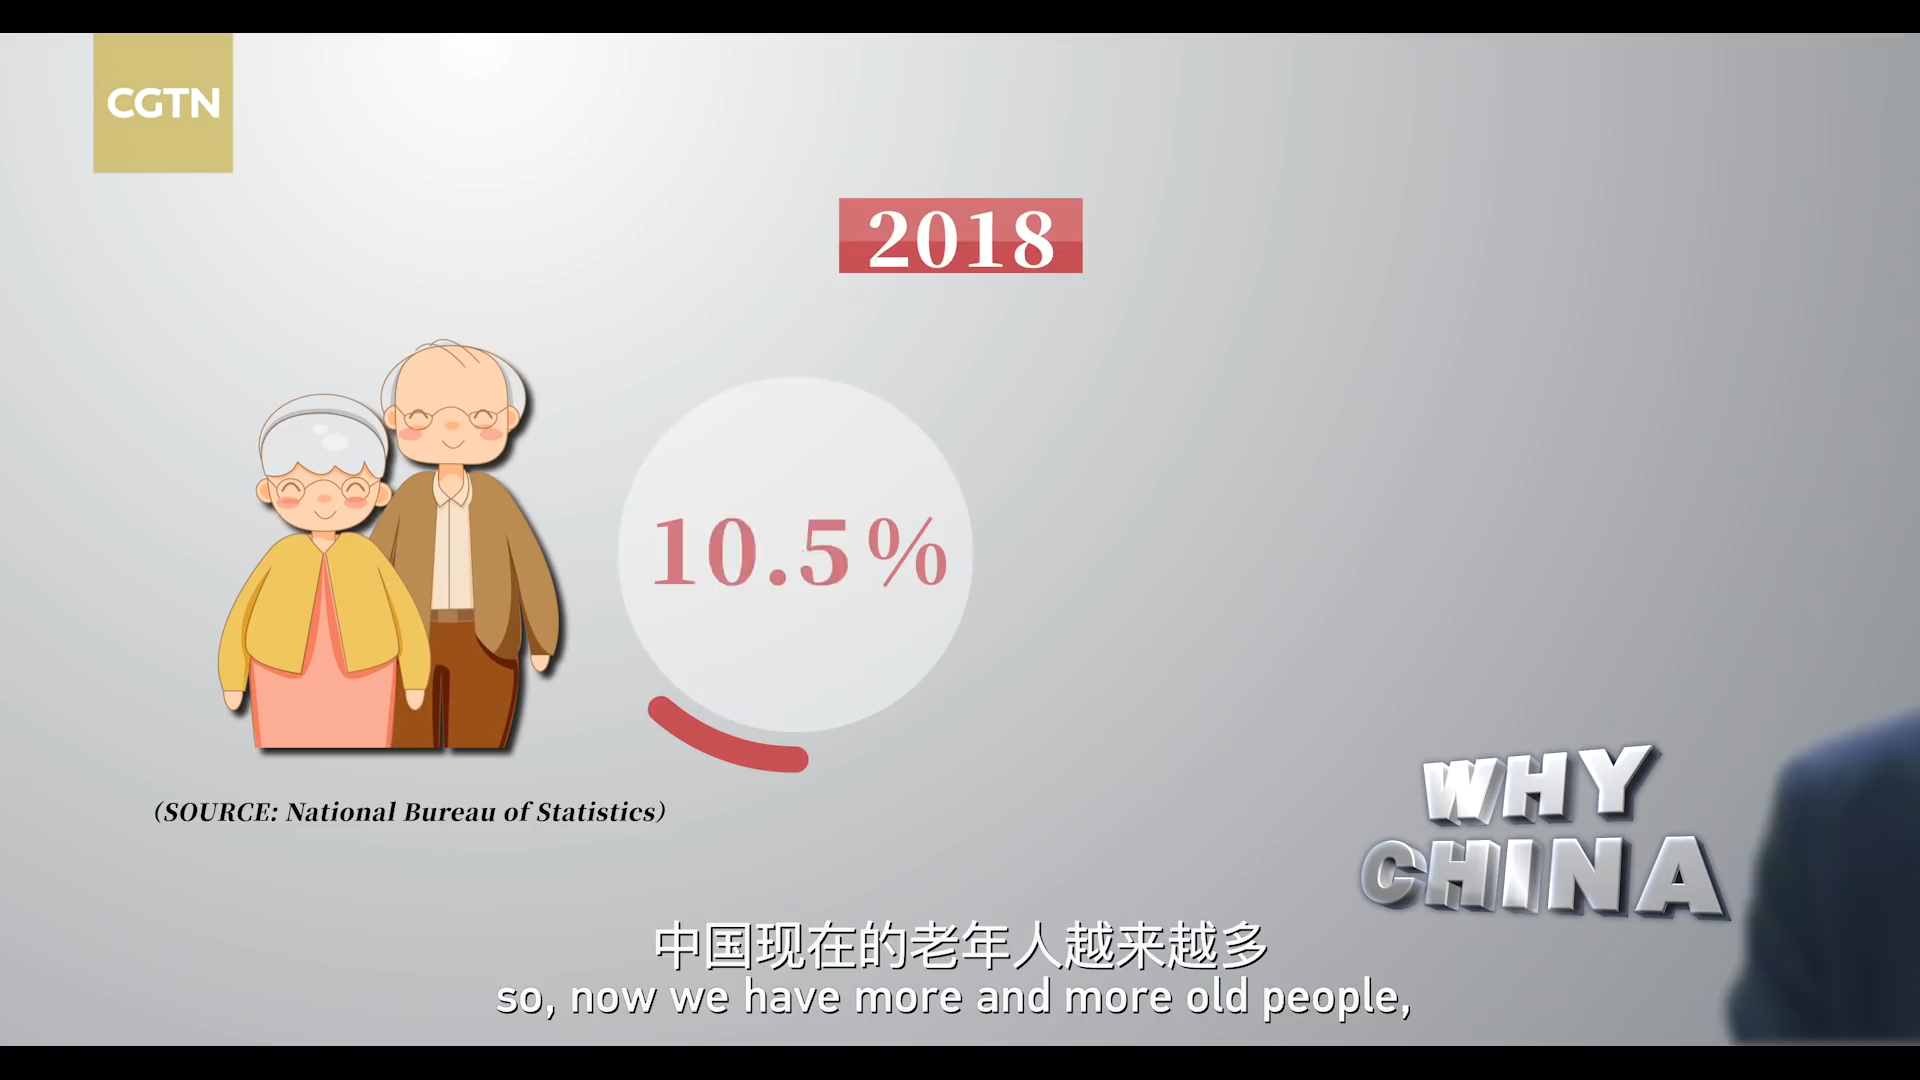 CGTN
2018
10.5%
(SOURCE: National Bureau of Statistics)
WHY
CHINA
中国现在的老年人越来越多
so, now we have more and more old people,